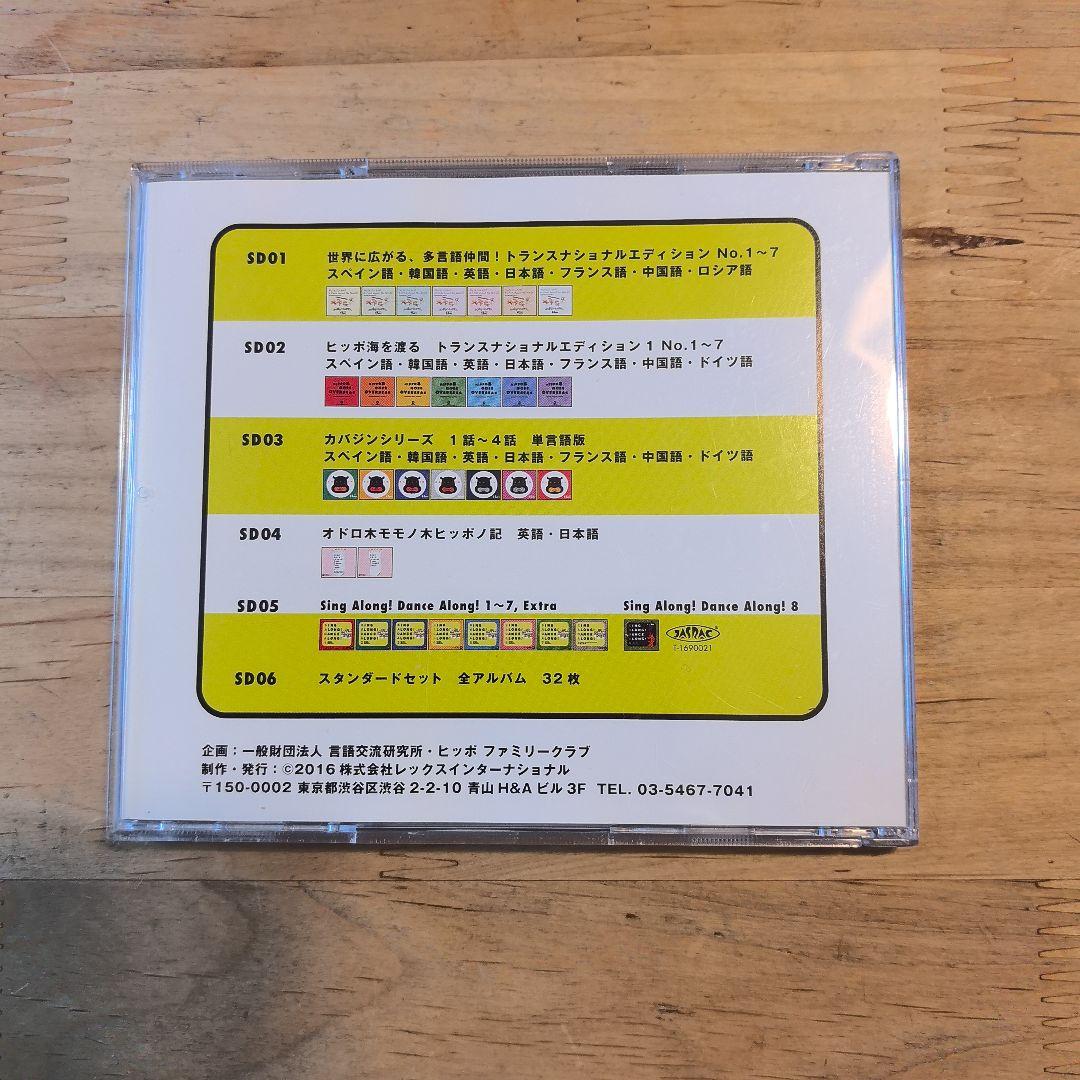 SD01 世界に広がる、多言語仲間！トランスナショナルエディション No.1～7
スペイン語・韓国語・英語・日本語・フランス語・中国語・ロシア語
SD02 ヒッポ海を渡る トランスナショナルエディション1 No.1～7
スペイン語・韓国語・英語・日本語・フランス語・中国語・ドイツ語
SD03 カバジンシリーズ 1話～4話 単言語版
スペイン語・韓国語・英語・日本語・フランス語・中国語・ドイツ語
SD04 オドロ木モモノ木ヒッポノ記 英語・日本語
SD05 Sing Along! Dance Along! 1～7, Extra Sing Along! Dance Along! 8
JASRAC
T-1690021
SD06 スタンダードセット 全アルバム 32枚
企画：一般財団法人 言語交流研究所・ヒッポ ファミリークラブ
制作・発行：©2016 株式会社レックスインターナショナル
〒150-0002 東京都渋谷区渋谷 2-2-10 青山 H&A ビル 3F TEL. 03-5467-7041